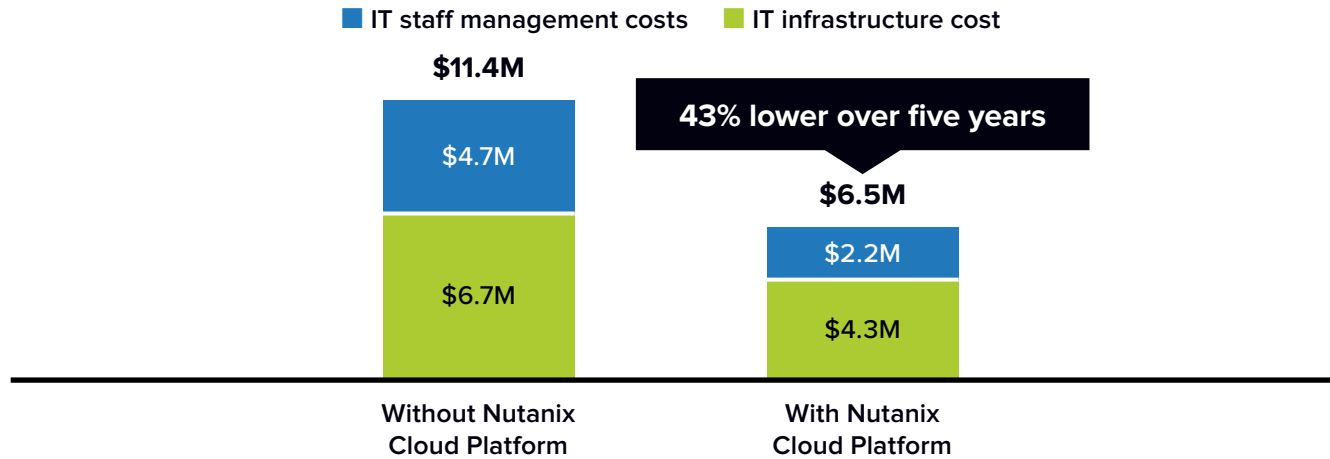 IT staff management costs IT infrastructure cost
$11.4M
43% lower over five years
$4.7M
$6.5M
$2.2M
$6.7M
$4.3M
Without Nutanix
Cloud Platform
With Nutanix
Cloud Platform